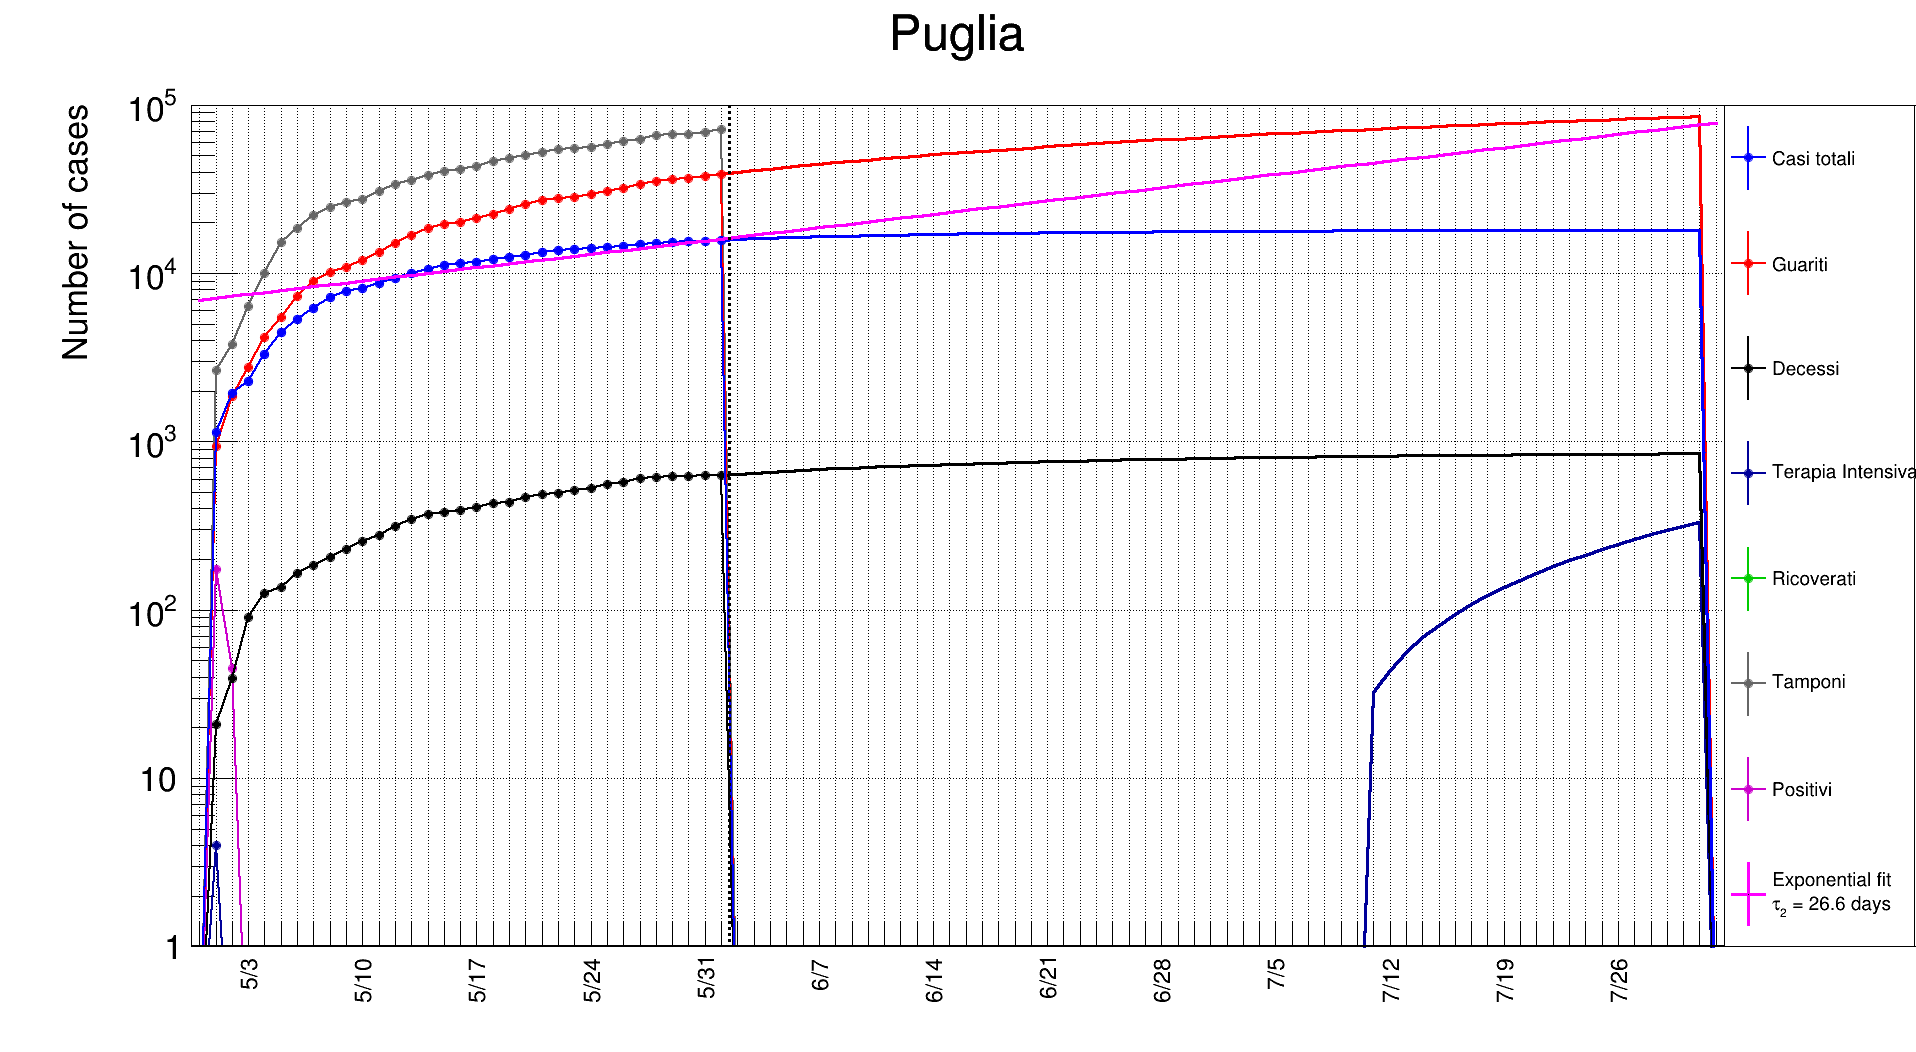 Puglia
Number of cases
10^5
10^4
10^3
10^2
10
1
5/3
5/10
5/17
5/24
5/31
6/7
6/14
6/21
6/28
7/5
7/12
7/19
7/26
Casi totali
Guariti
Decessi
Terapia Intensiva
Ricoverati
Tamponi
Positivi
Exponential fit
τ₂ = 26.6 days